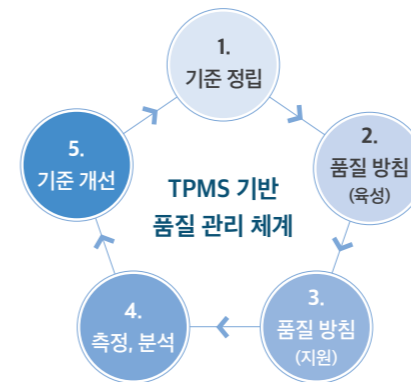 1.
기준 정립
2.
품질 방침
(육성)
3.
품질 방침
(지원)
4.
측정, 분석
5.
기준 개선
TPMS 기반
품질 관리 체계